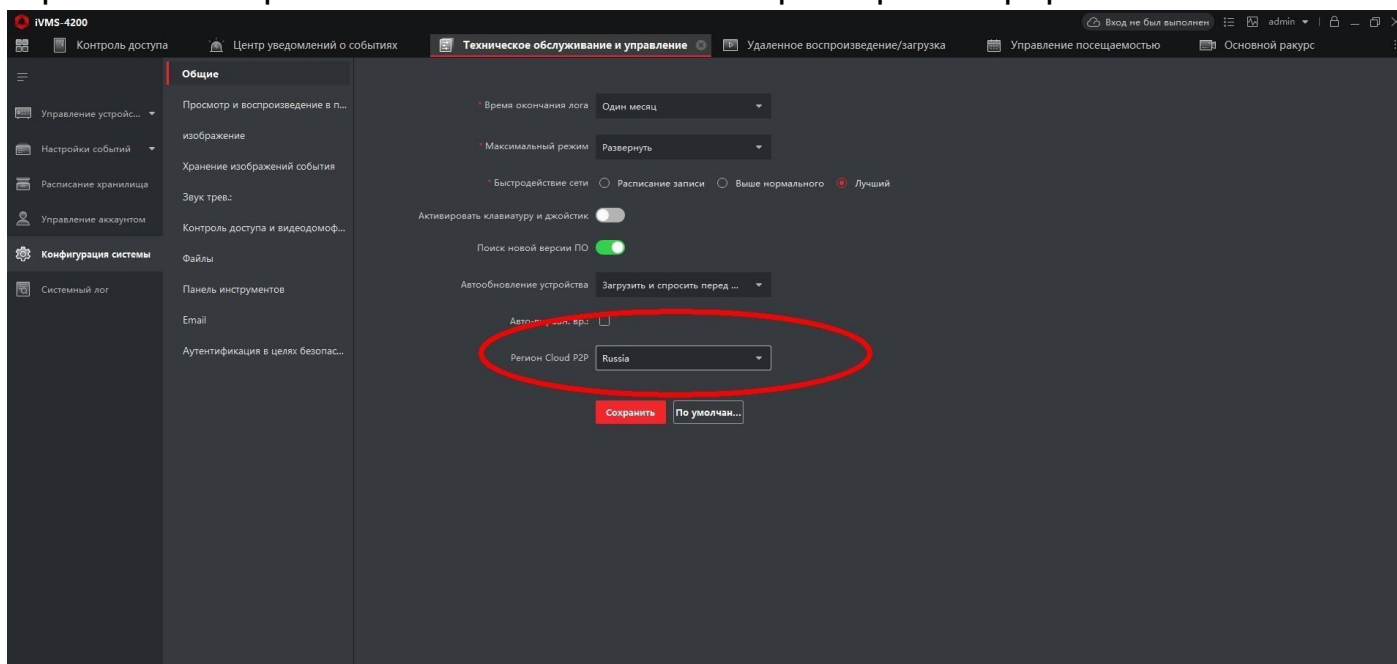 iVMS-4200
Вход не был выполнен admin
Контроль доступа Центр уведомлений о событиях Техническое обслуживание и управление Удаленное воспроизведение/загрузка Управление посещаемостью Основной ракурс
Управление устройс...
Настройки событий
Расписание хранилища
Управление аккаунтом
Конфигурация системы
Системный лог
Общие
Просмотр и воспроизведение в п...
изображение
Хранение изображений события
Звук трев.:
Контроль доступа и видеодомоф...
Файлы
Панель инструментов
Email
Аутентификация в целях безопас...
* Время окончания лога Один месяц
* Максимальный режим Развернуть
* Быстродействие сети Расписание записи Выше нормального Лучший
Активировать клавиатуру и джойстик
Поиск новой версии ПО
Автообновление устройства Загрузить и спросить перед ...
вр.:
Регион Cloud P2P Russia
Сохранить По умолчан...